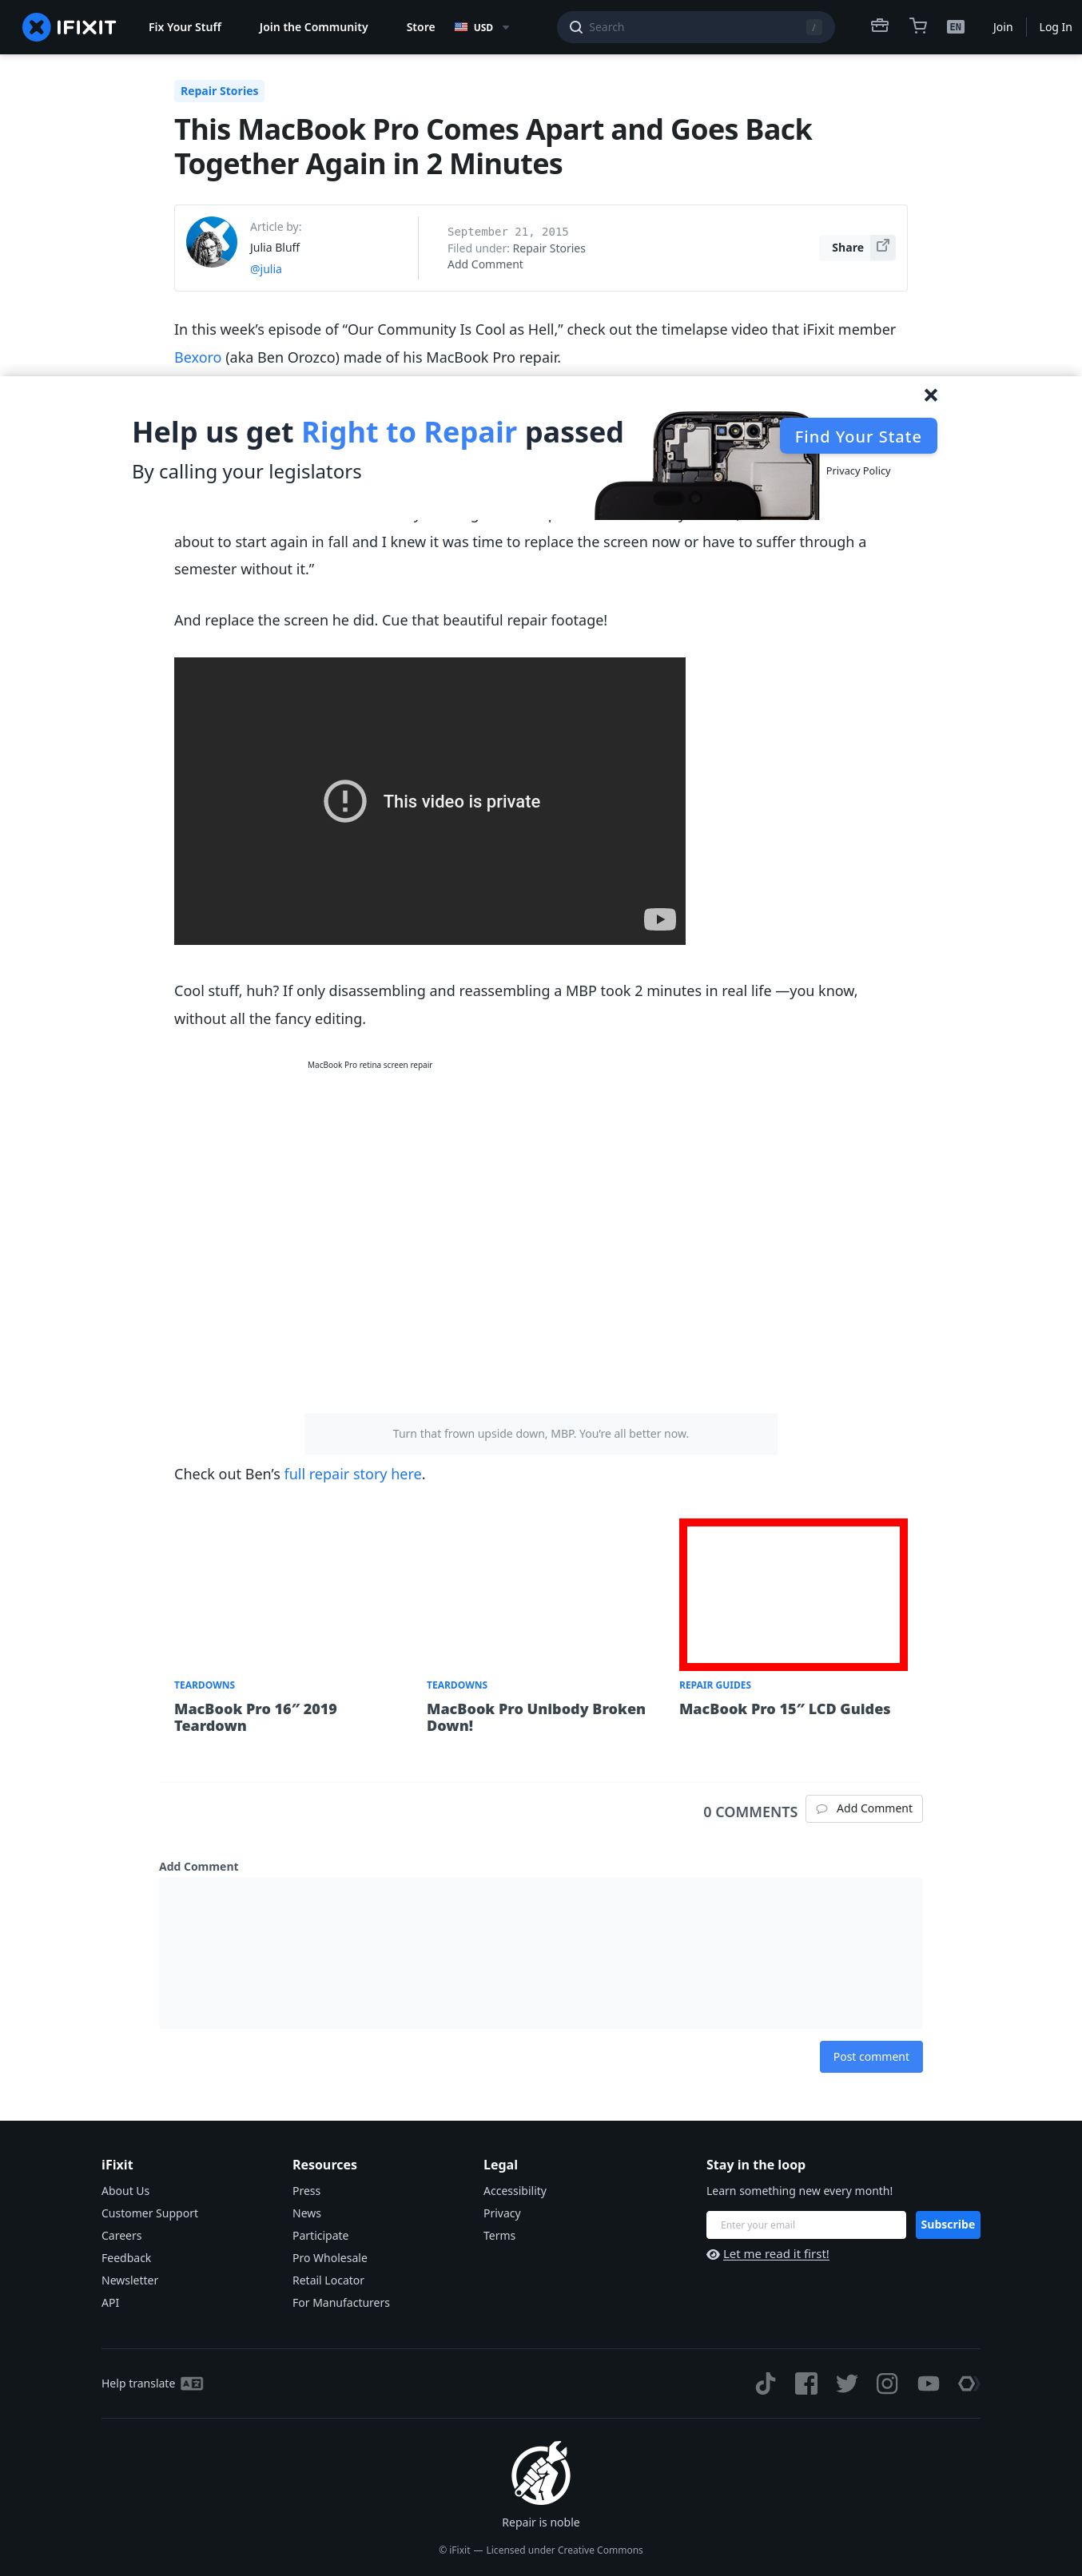 IFIXIT
Fix Your Stuff
Join the Community
Store
USD
Search
/
EN
Join
Log In
Repair Stories
This MacBook Pro Comes Apart and Goes Back
Together Again in 2 Minutes
Article by:
Julia Bluff
@julia
September 21, 2015
Filed under: Repair Stories
Add Comment
Share
In this week’s episode of “Our Community Is Cool as Hell,” check out the timelapse video that iFixit member
Bexoro (aka Ben Orozco) made of his MacBook Pro repair.
Help us get Right to Repair passed
By calling your legislators
Find Your State
Privacy Policy
about to start again in fall and I knew it was time to replace the screen now or have to suffer through a
semester without it.”
And replace the screen he did. Cue that beautiful repair footage!
This video is private
Cool stuff, huh? If only disassembling and reassembling a MBP took 2 minutes in real life —you know,
without all the fancy editing.
MacBook Pro retina screen repair
Turn that frown upside down, MBP. You’re all better now.
Check out Ben’s full repair story here.
TEARDOWNS
MacBook Pro 16″ 2019
Teardown
TEARDOWNS
MacBook Pro Unibody Broken
Down!
REPAIR GUIDES
MacBook Pro 15″ LCD Guides
0 COMMENTS
Add Comment
Add Comment
Post comment
iFixit
About Us
Customer Support
Careers
Feedback
Newsletter
API
Resources
Press
News
Participate
Pro Wholesale
Retail Locator
For Manufacturers
Legal
Accessibility
Privacy
Terms
Stay in the loop
Learn something new every month!
Enter your email
Subscribe
Let me read it first!
Help translate
Repair is noble
© iFixit — Licensed under Creative Commons